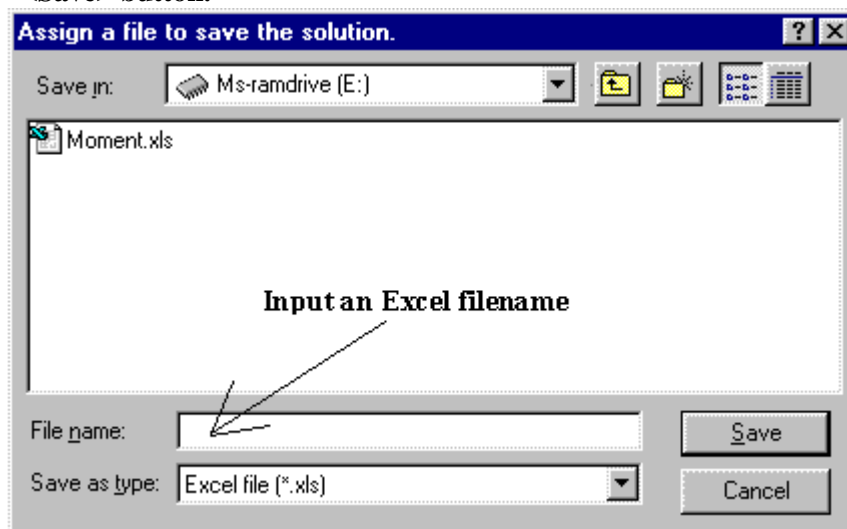 "Save" button.
Assign a file to save the solution.
Save in: Ms-ramdrive (E:)
Moment.xls
Input an Excel filename
File name: Save
Save as type: Excel file (*.xls) Cancel